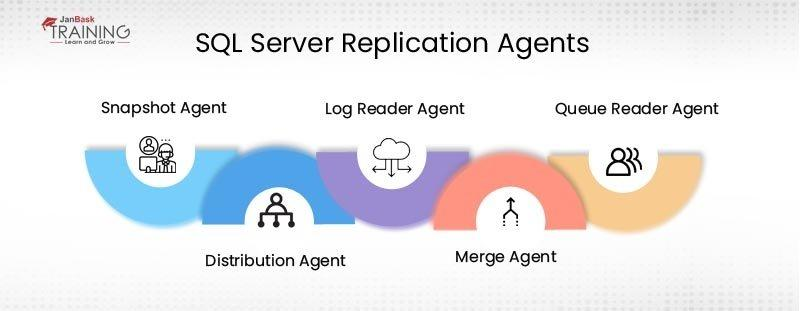 JanBask
TRAINING
Learn and Grow
SQL Server Replication Agents
Snapshot Agent
Log Reader Agent
Queue Reader Agent
Distribution Agent
Merge Agent